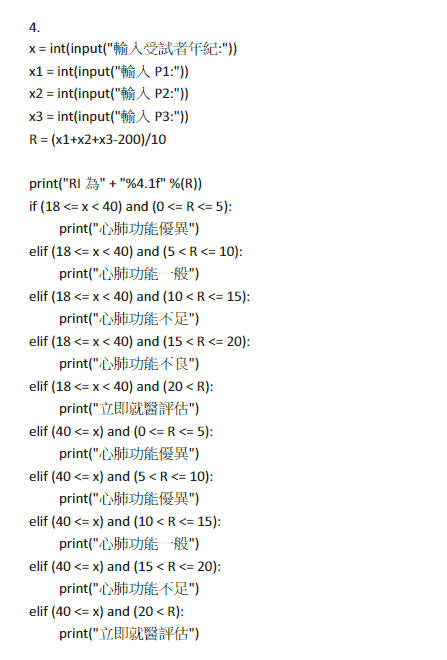 4.
x = int(input("輸入受試者年紀:"))
x1 = int(input("輸入 P1:"))
x2 = int(input("輸入 P2:"))
x3 = int(input("輸入 P3:"))
R = (x1+x2+x3-200)/10
print("RI 為" + "%4.1f" %(R))
if (18 <= x < 40) and (0 <= R <= 5):
    print("心肺功能優異")
elif (18 <= x < 40) and (5 < R <= 10):
    print("心肺功能一般")
elif (18 <= x < 40) and (10 < R <= 15):
    print("心肺功能不足")
elif (18 <= x < 40) and (15 < R <= 20):
    print("心肺功能不良")
elif (18 <= x < 40) and (20 < R):
    print("立即就醫評估")
elif (40 <= x) and (0 <= R <= 5):
    print("心肺功能優異")
elif (40 <= x) and (5 < R <= 10):
    print("心肺功能優異")
elif (40 <= x) and (10 < R <= 15):
    print("心肺功能一般")
elif (40 <= x) and (15 < R <= 20):
    print("心肺功能不足")
elif (40 <= x) and (20 < R):
    print("立即就醫評估")